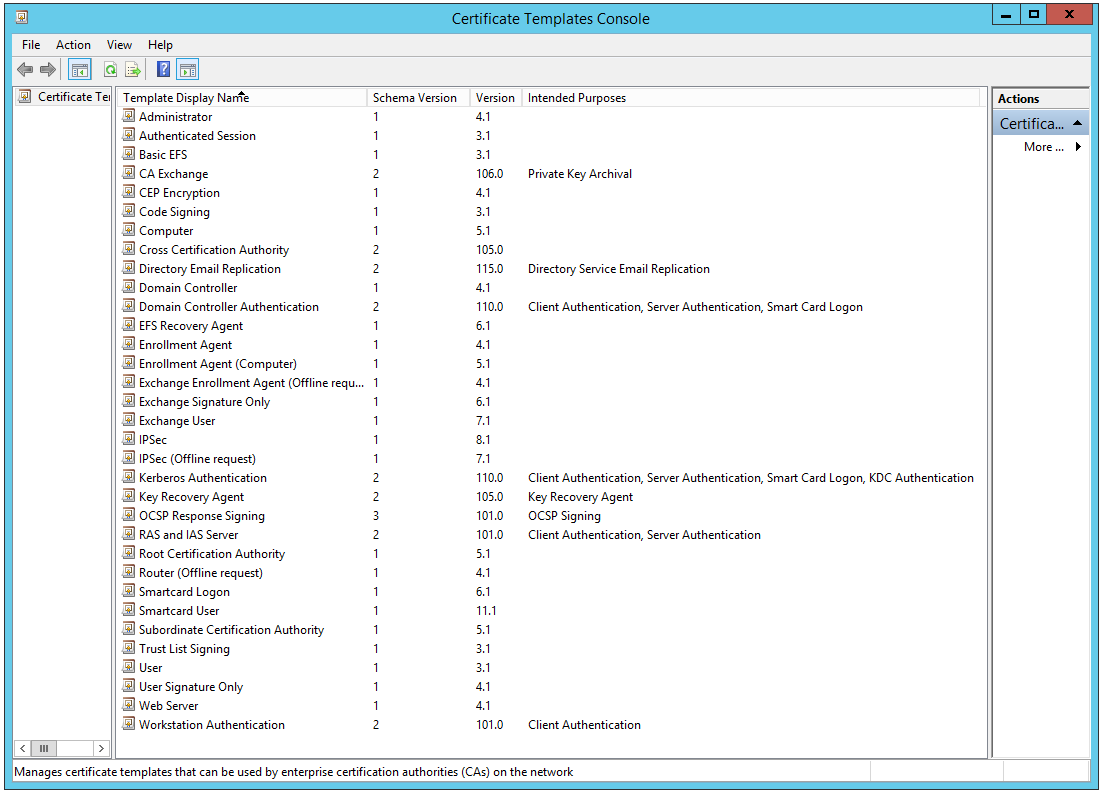 Certificate Templates Console
File Action View Help
Certificate Ter
Template Display Name Schema Version Version Intended Purposes
Administrator 1 4.1
Authenticated Session 1 3.1
Basic EFS 1 3.1
CA Exchange 2 106.0 Private Key Archival
CEP Encryption 1 4.1
Code Signing 1 3.1
Computer 1 5.1
Cross Certification Authority 2 105.0
Directory Email Replication 2 115.0 Directory Service Email Replication
Domain Controller 1 4.1
Domain Controller Authentication 2 110.0 Client Authentication, Server Authentication, Smart Card Logon
EFS Recovery Agent 1 6.1
Enrollment Agent 1 4.1
Enrollment Agent (Computer) 1 5.1
Exchange Enrollment Agent (Offline requ... 1 4.1
Exchange Signature Only 1 6.1
Exchange User 1 7.1
IPSec 1 8.1
IPSec (Offline request) 1 7.1
Kerberos Authentication 2 110.0 Client Authentication, Server Authentication, Smart Card Logon, KDC Authentication
Key Recovery Agent 2 105.0 Key Recovery Agent
OCSP Response Signing 3 101.0 OCSP Signing
RAS and IAS Server 2 101.0 Client Authentication, Server Authentication
Root Certification Authority 1 5.1
Router (Offline request) 1 4.1
Smartcard Logon 1 6.1
Smartcard User 1 11.1
Subordinate Certification Authority 1 5.1
Trust List Signing 1 3.1
User 1 3.1
User Signature Only 1 4.1
Web Server 1 4.1
Workstation Authentication 2 101.0 Client Authentication
Actions
Certifica...
More ...
Manages certificate templates that can be used by enterprise certification authorities (CAs) on the network